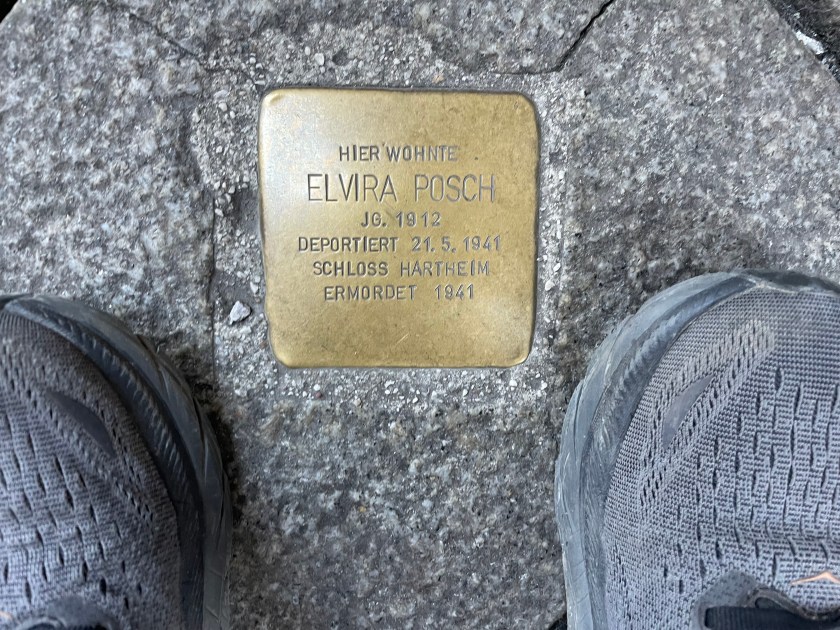 HIER WOHNTE
ELVIRA POSCH
JG. 1912
DEPORTIERT 21.5.1941
SCHLOSS HARTHEIM
ERMORDET 1941